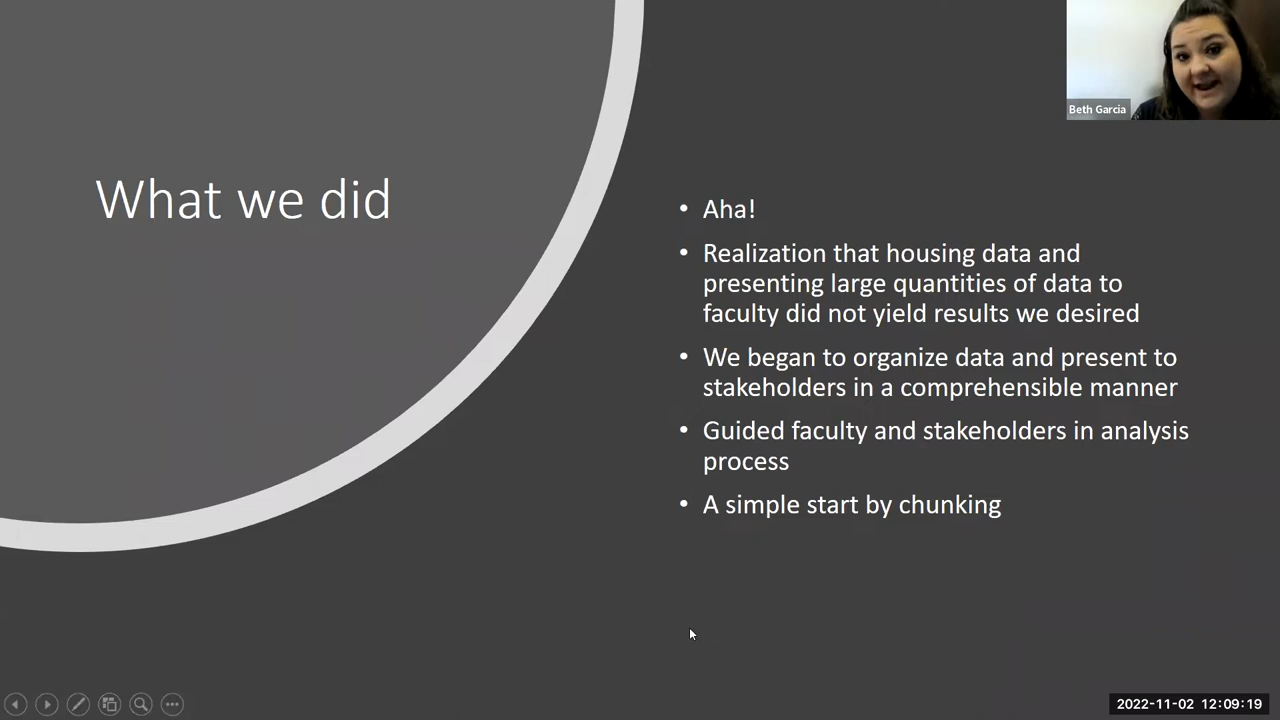 Beth Garcia
What we did
• Aha!
• Realization that housing data and
presenting large quantities of data to
faculty did not yield results we desired
• We began to organize data and present to
stakeholders in a comprehensible manner
• Guided faculty and stakeholders in analysis
process
• A simple start by chunking
2022-11-02 12:09:19